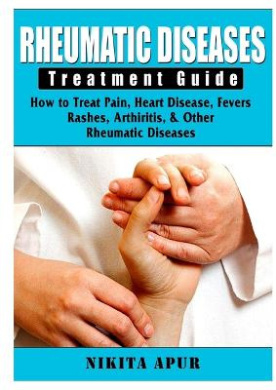 RHEUMATIC DISEASES
Treatment Guide
How to Treat Pain, Heart Disease, Fevers
Rashes, Arthiritis, & Other
Rheumatic Diseases
NIKITA APUR